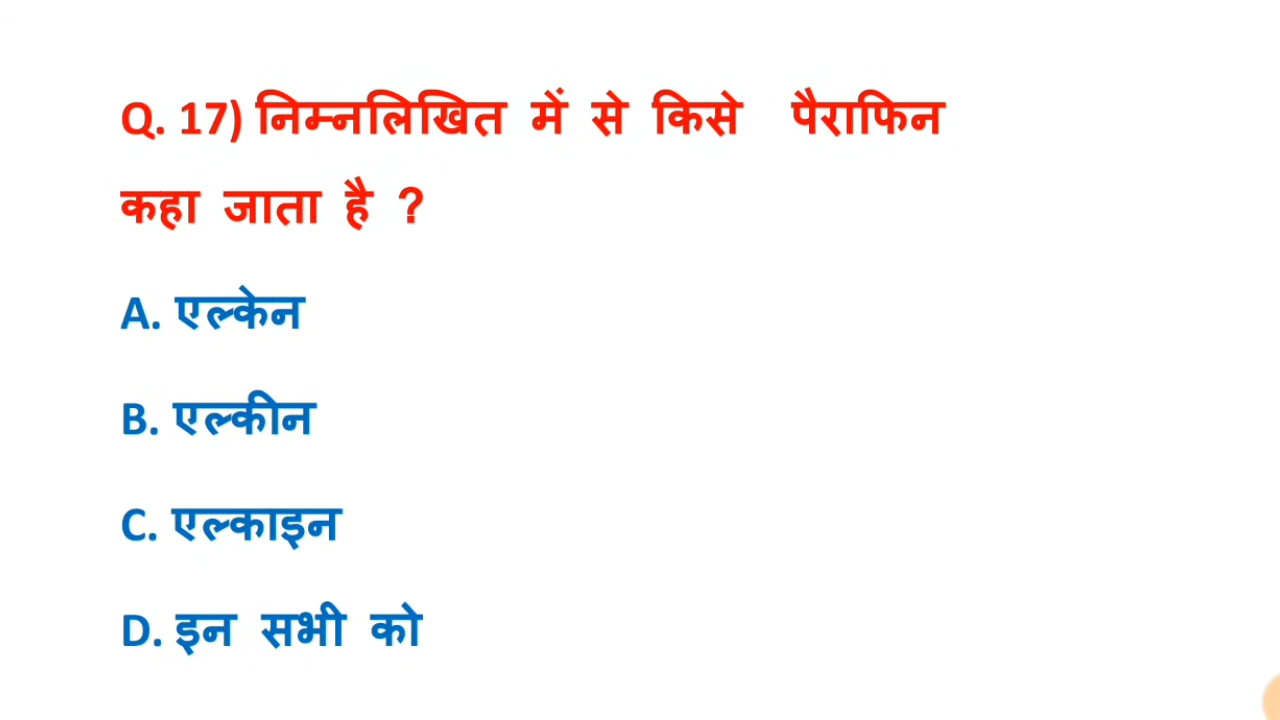 Q. 17) निम्नलिखित में से किसे पैराफिन
कहा जाता है ?
A. एल्केन
B. एल्कीन
C. एल्काइन
D. इन सभी को